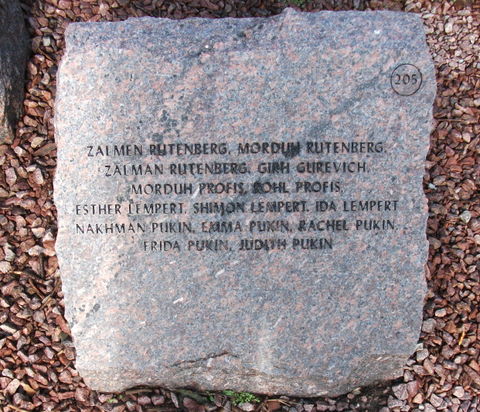 205
ZALMEN RUTENBERG, MORDUH RUTENBERG,
ZALMAN RUTENBERG, GIRH GUREVICH,
MORDUH PROFIS, ROHL PROFIS,
ESTHER LEMPERT, SHIMON LEMPERT, IDA LEMPERT
NAKHMAN PUKIN, EMMA PUKIN, RACHEL PUKIN,
FRIDA PUKIN, JUDITH PUKIN